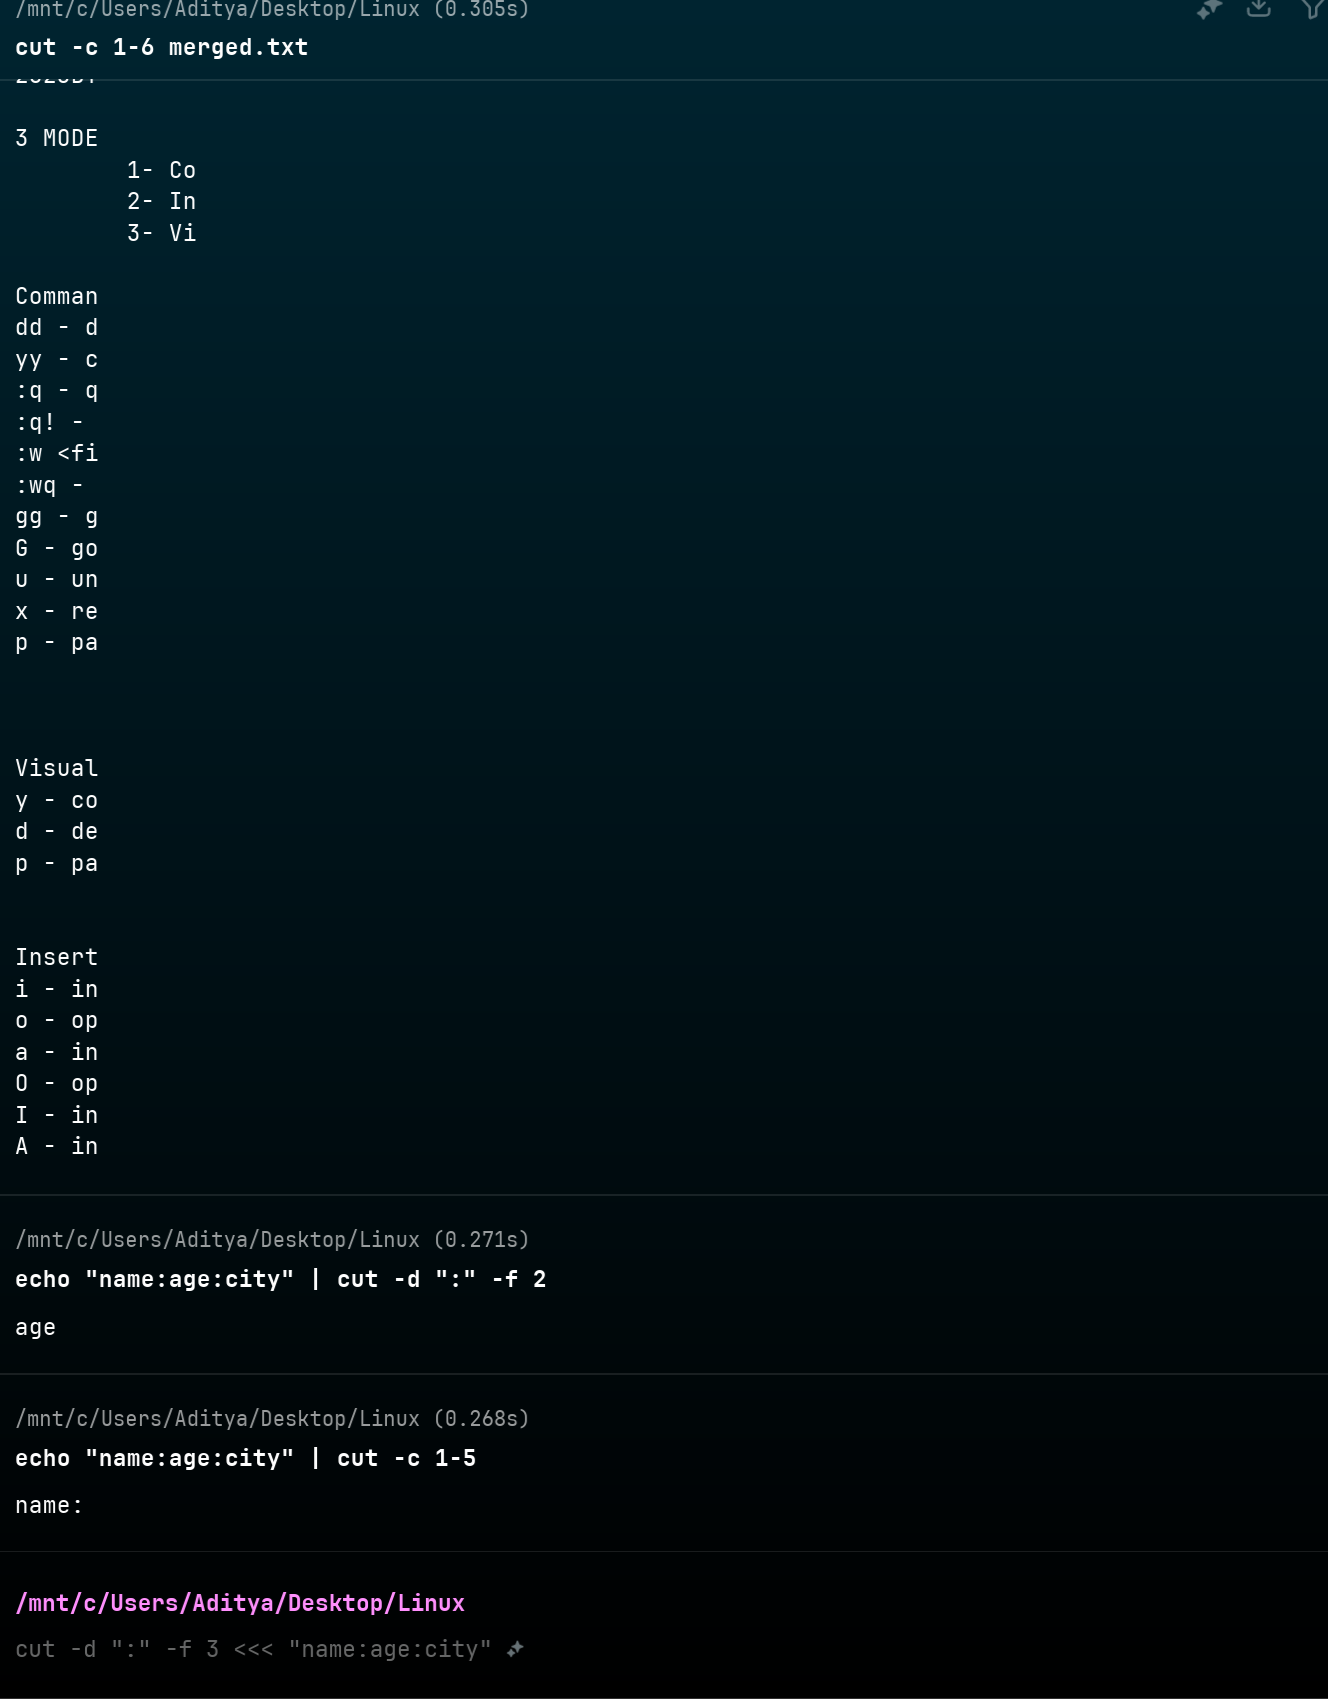 /mnt/c/Users/Aditya/Desktop/Linux (0.305s)
cut -c 1-6 merged.txt
3 MODE
1- Co
2- In
3- Vi
Comman
dd - d
yy - c
:q - q
:q! -
:w <fi
:wq -
gg - g
G - go
u - un
x - re
p - pa
Visual
y - co
d - de
p - pa
Insert
i - in
o - op
a - in
O - op
I - in
A - in
/mnt/c/Users/Aditya/Desktop/Linux (0.271s)
echo "name:age:city" | cut -d ":" -f 2
age
/mnt/c/Users/Aditya/Desktop/Linux (0.268s)
echo "name:age:city" | cut -c 1-5
name:
/mnt/c/Users/Aditya/Desktop/Linux
cut -d ":" -f 3 <<< "name:age:city"